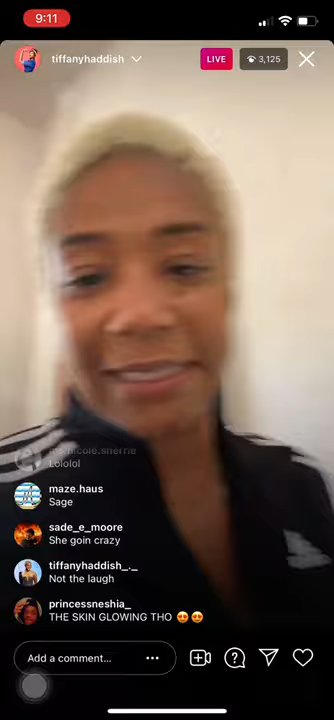 9:11
tiffanyhaddish
LIVE
3,125
Lololol
maze.haus
Sage
sade_e_moore
She goin crazy
tiffanyhaddish_._
Not the laugh
princessneshia_
THE SKIN GLOWING THO 😍😍
Add a comment...